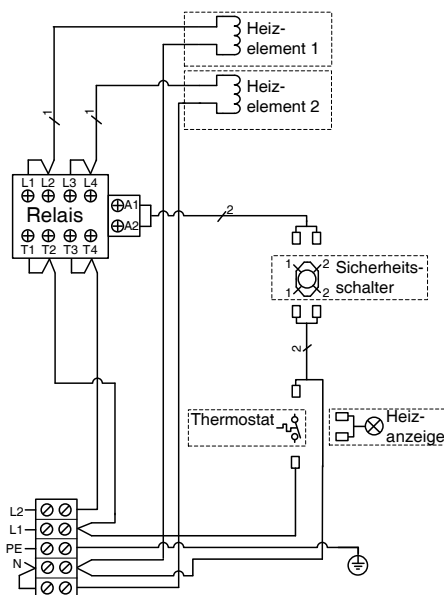 Heiz-
element 1
Heiz-
element 2
1
1
L1 L2 L3 L4
A1
Relais
A2
T1 T2 T3 T4
2
1 2
1 2
Sicherheits-
schalter
2
Thermostat
Heiz-
anzeige
L2
L1
PE
N